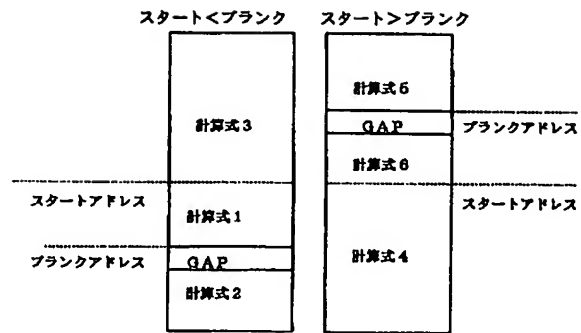 スタート<ブランク
スタート>ブランク
計算式3
スタートアドレス
計算式1
ブランクアドレス
GAP
計算式2
計算式5
GAP
ブランクアドレス
計算式6
スタートアドレス
計算式4